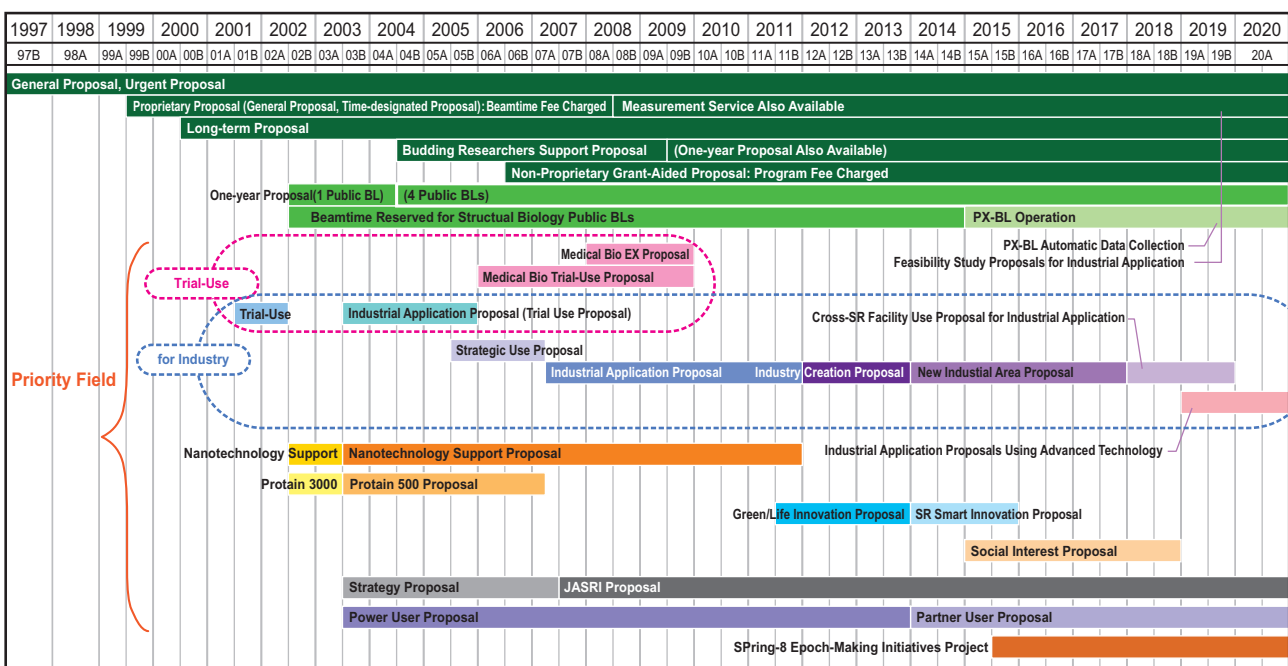 1997 1998 1999 2000 2001 2002 2003 2004 2005 2006 2007 2008 2009 2010 2011 2012 2013 2014 2015 2016 2017 2018 2019 2020
97B 98A 99A 99B 00A 00B 01A 01B 02A 02B 03A 03B 04A 04B 05A 05B 06A 06B 07A 07B 08A 08B 09A 09B 10A 10B 11A 11B 12A 12B 13A 13B 14A 14B 15A 15B 16A 16B 17A 17B 18A 18B 19A 19B 20A
General Proposal, Urgent Proposal
Proprietary Proposal (General Proposal, Time-designated Proposal): Beamtime Fee Charged Measurement Service Also Available
Long-term Proposal
Budding Researchers Support Proposal (One-year Proposal Also Available)
Non-Proprietary Grant-Aided Proposal: Program Fee Charged
One-year Proposal(1 Public BL) (4 Public BLs)
Beamtime Reserved for Structual Biology Public BLs PX-BL Operation
PX-BL Automatic Data Collection
Medical Bio EX Proposal
Feasibility Study Proposals for Industrial Application
Trial-Use Medical Bio Trial-Use Proposal
Trial-Use Industrial Application Proposal (Trial Use Proposal)
Cross-SR Facility Use Proposal for Industrial Application
Strategic Use Proposal
for Industry
Priority Field
Industrial Application Proposal Industry Creation Proposal New Industial Area Proposal
Nanotechnology Support Nanotechnology Support Proposal
Industrial Application Proposals Using Advanced Technology
Protain 3000 Protain 500 Proposal
Green/Life Innovation Proposal SR Smart Innovation Proposal
Social Interest Proposal
Strategy Proposal JASRI Proposal
Power User Proposal Partner User Proposal
SPring-8 Epoch-Making Initiatives Project